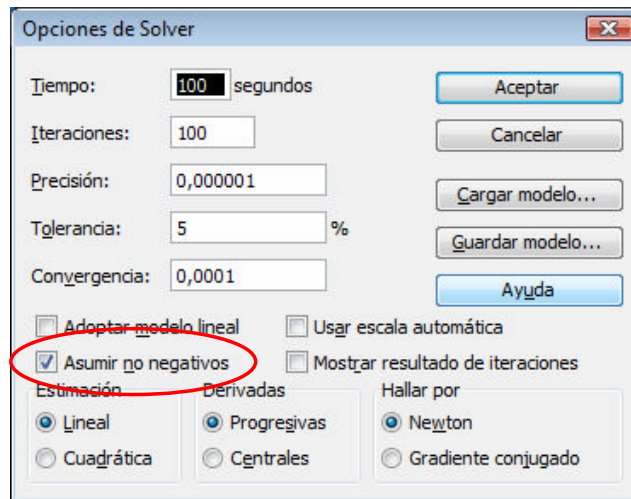 Opciones de Solver
Tiempo: 100 segundos Aceptar
Iteraciones: 100 Cancelar
Precisión: 0,000001 Cargar modelo...
Tolerancia: 5 % Guardar modelo...
Convergencia: 0,0001 Ayuda
Adoptar modelo lineal Usar escala automática
Asumir no negativos Mostrar resultado de iteraciones
Estimación Derivadas Hallar por
Lineal Progresivas Newton
Cuadrática Centrales Gradiente conjugado